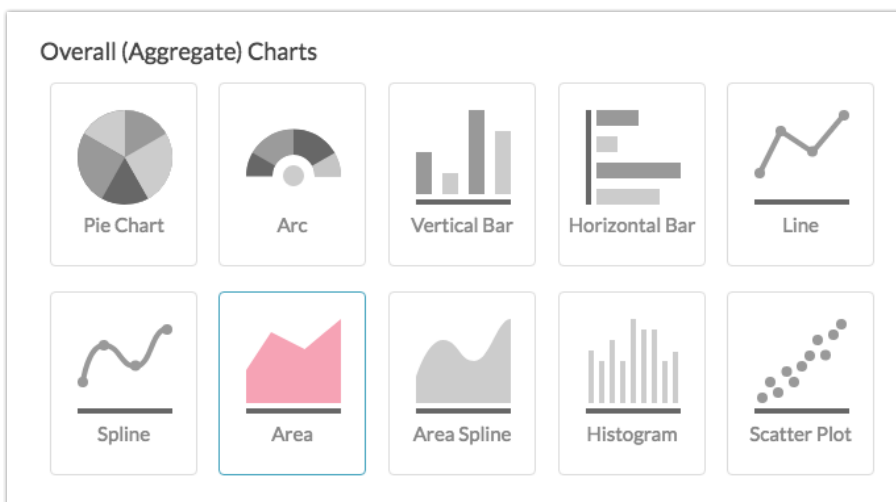 Overall (Aggregate) Charts
Pie Chart
Arc
Vertical Bar
Horizontal Bar
Line
Spline
Area
Area Spline
Histogram
Scatter Plot